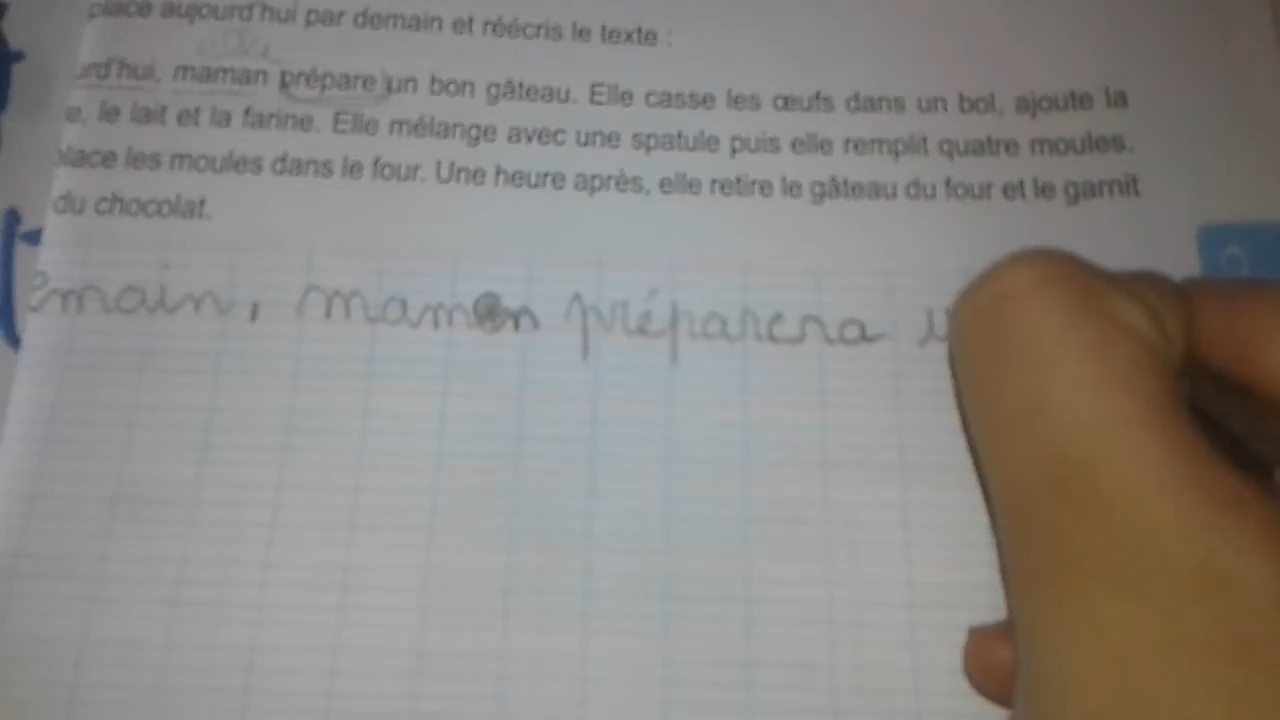 place aujourd'hui par demain et réécris le texte :
urd'hui, maman prépare un bon gâteau. Elle casse les œufs dans un bol, ajoute la
e, le lait et la farine. Elle mélange avec une spatule puis elle remplit quatre moules.
place les moules dans le four. Une heure après, elle retire le gâteau du four et le garnit
du chocolat.
emain, maman préparera u